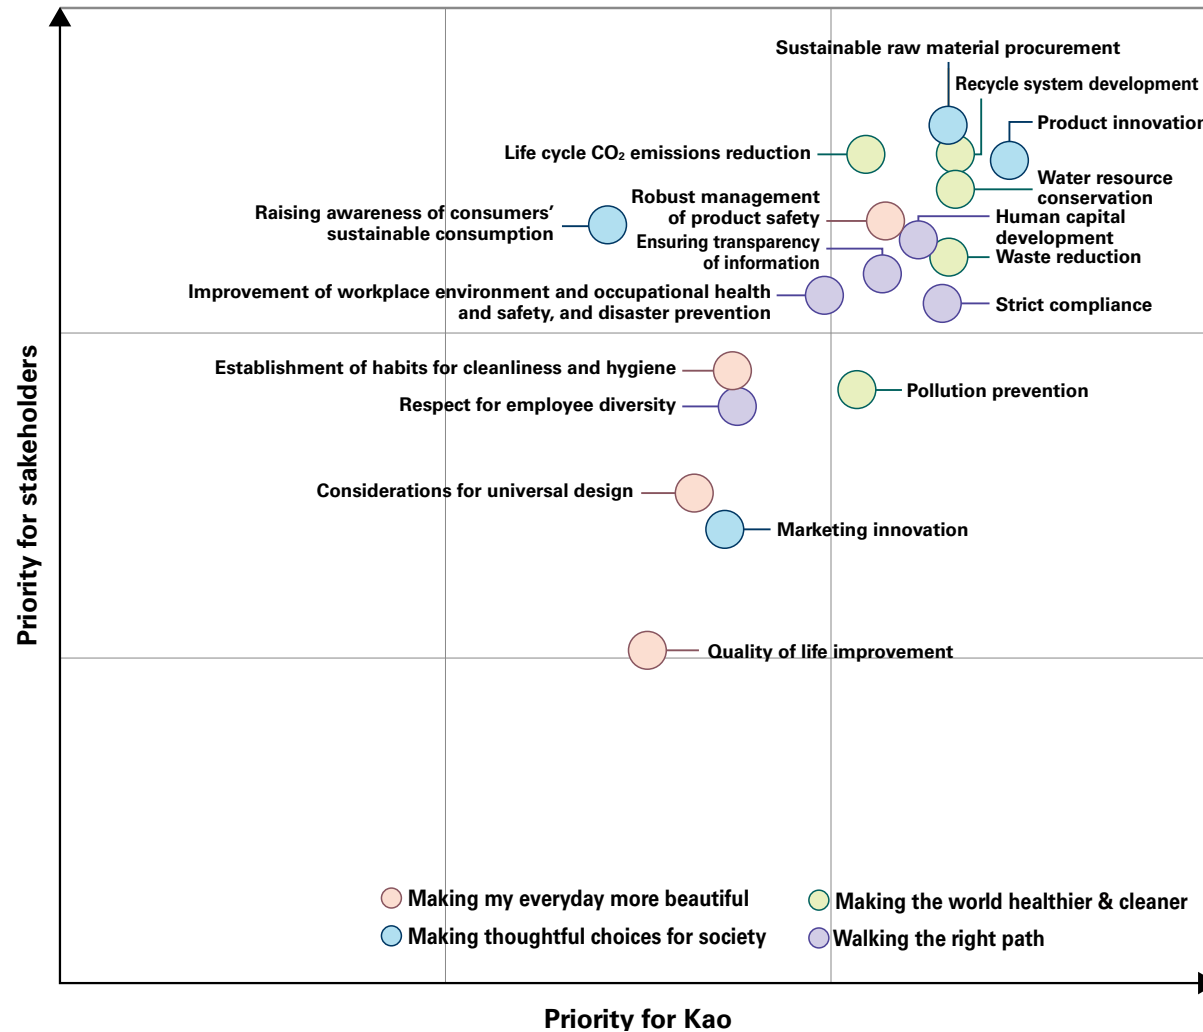 Sustainable raw material procurement
Recycle system development
Product innovation
Life cycle CO₂ emissions reduction
Water resource
conservation
Robust management
of product safety
Raising awareness of consumers’
sustainable consumption
Human capital
development
Ensuring transparency
of information
Waste reduction
Improvement of workplace environment and occupational health
and safety, and disaster prevention
Strict compliance
Establishment of habits for cleanliness and hygiene
Respect for employee diversity
Pollution prevention
Considerations for universal design
Marketing innovation
Quality of life improvement
Priority for stakeholders
Making my everyday more beautiful
Making the world healthier & cleaner
Making thoughtful choices for society
Walking the right path
Priority for Kao